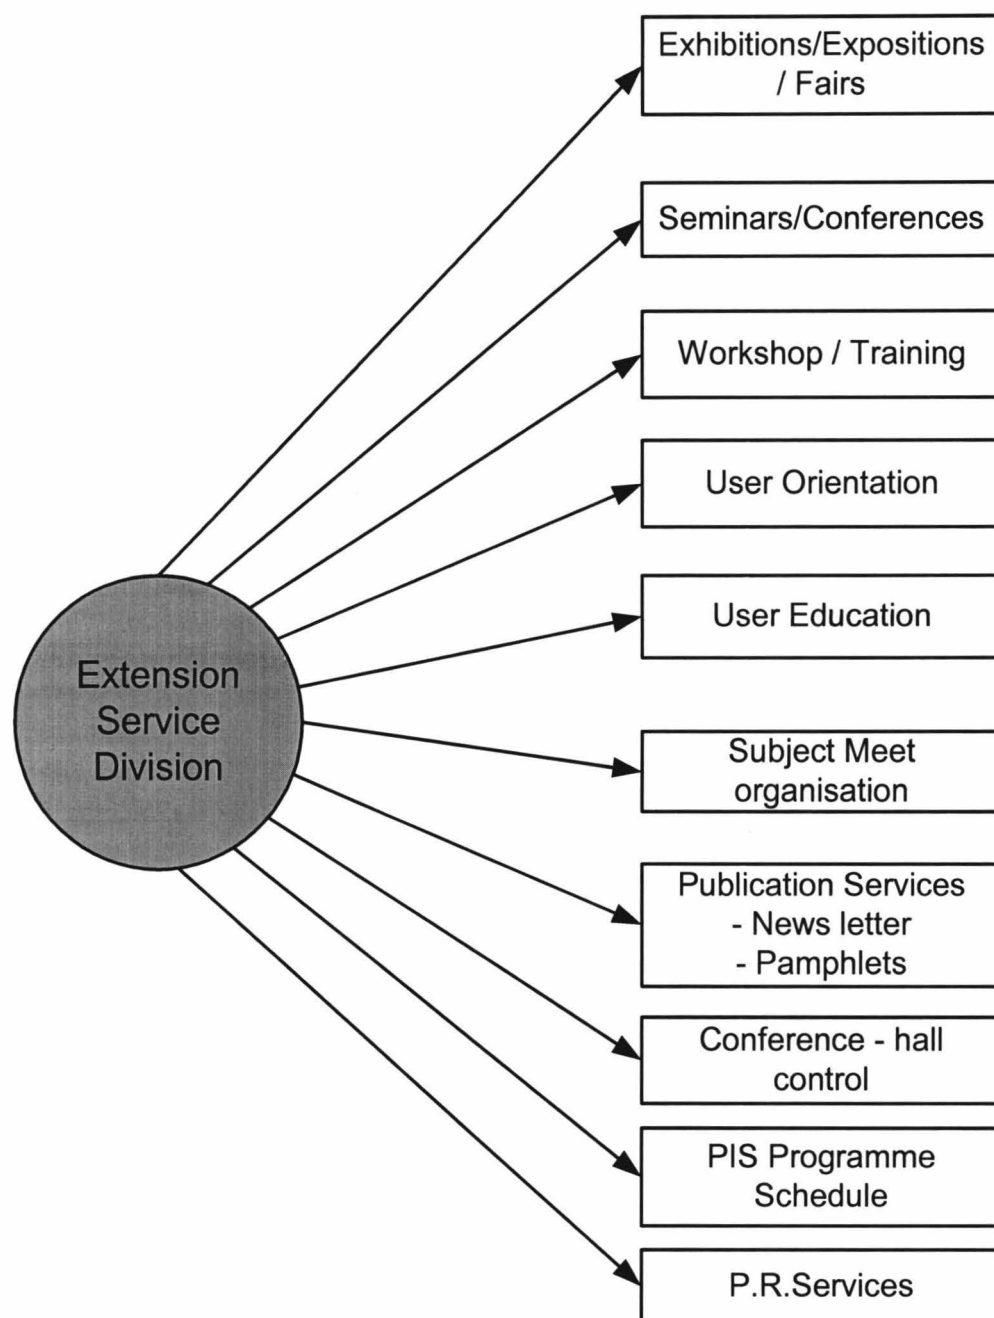 Exhibitions/Expositions
/ Fairs
Seminars/Conferences
Workshop / Training
User Orientation
User Education
Extension
Service
Division
Subject Meet
organisation
Publication Services
- News letter
- Pamphlets
Conference - hall
control
PIS Programme
Schedule
P.R.Services